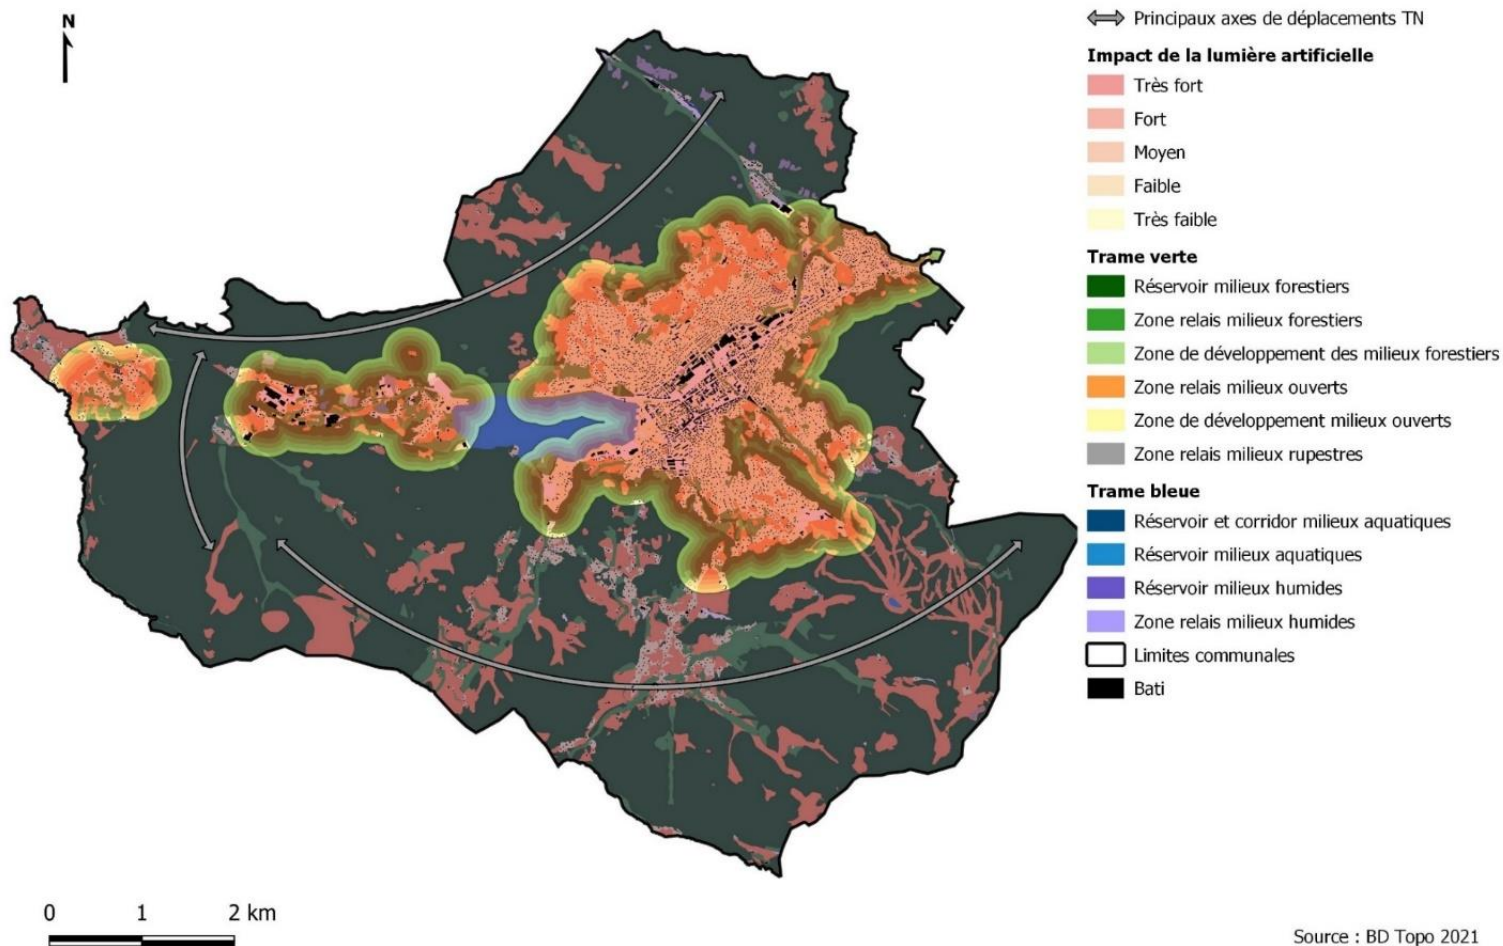 N
Principaux axes de déplacements TN
Impact de la lumière artificielle
Très fort
Fort
Moyen
Faible
Très faible
Trame verte
Réservoir milieux forestiers
Zone relais milieux forestiers
Zone de développement des milieux forestiers
Zone relais milieux ouverts
Zone de développement milieux ouverts
Zone relais milieux rupestres
Trame bleue
Réservoir et corridor milieux aquatiques
Réservoir milieux aquatiques
Réservoir milieux humides
Zone relais milieux humides
Limites communales
Bati
0 1 2 km
Source : BD Topo 2021